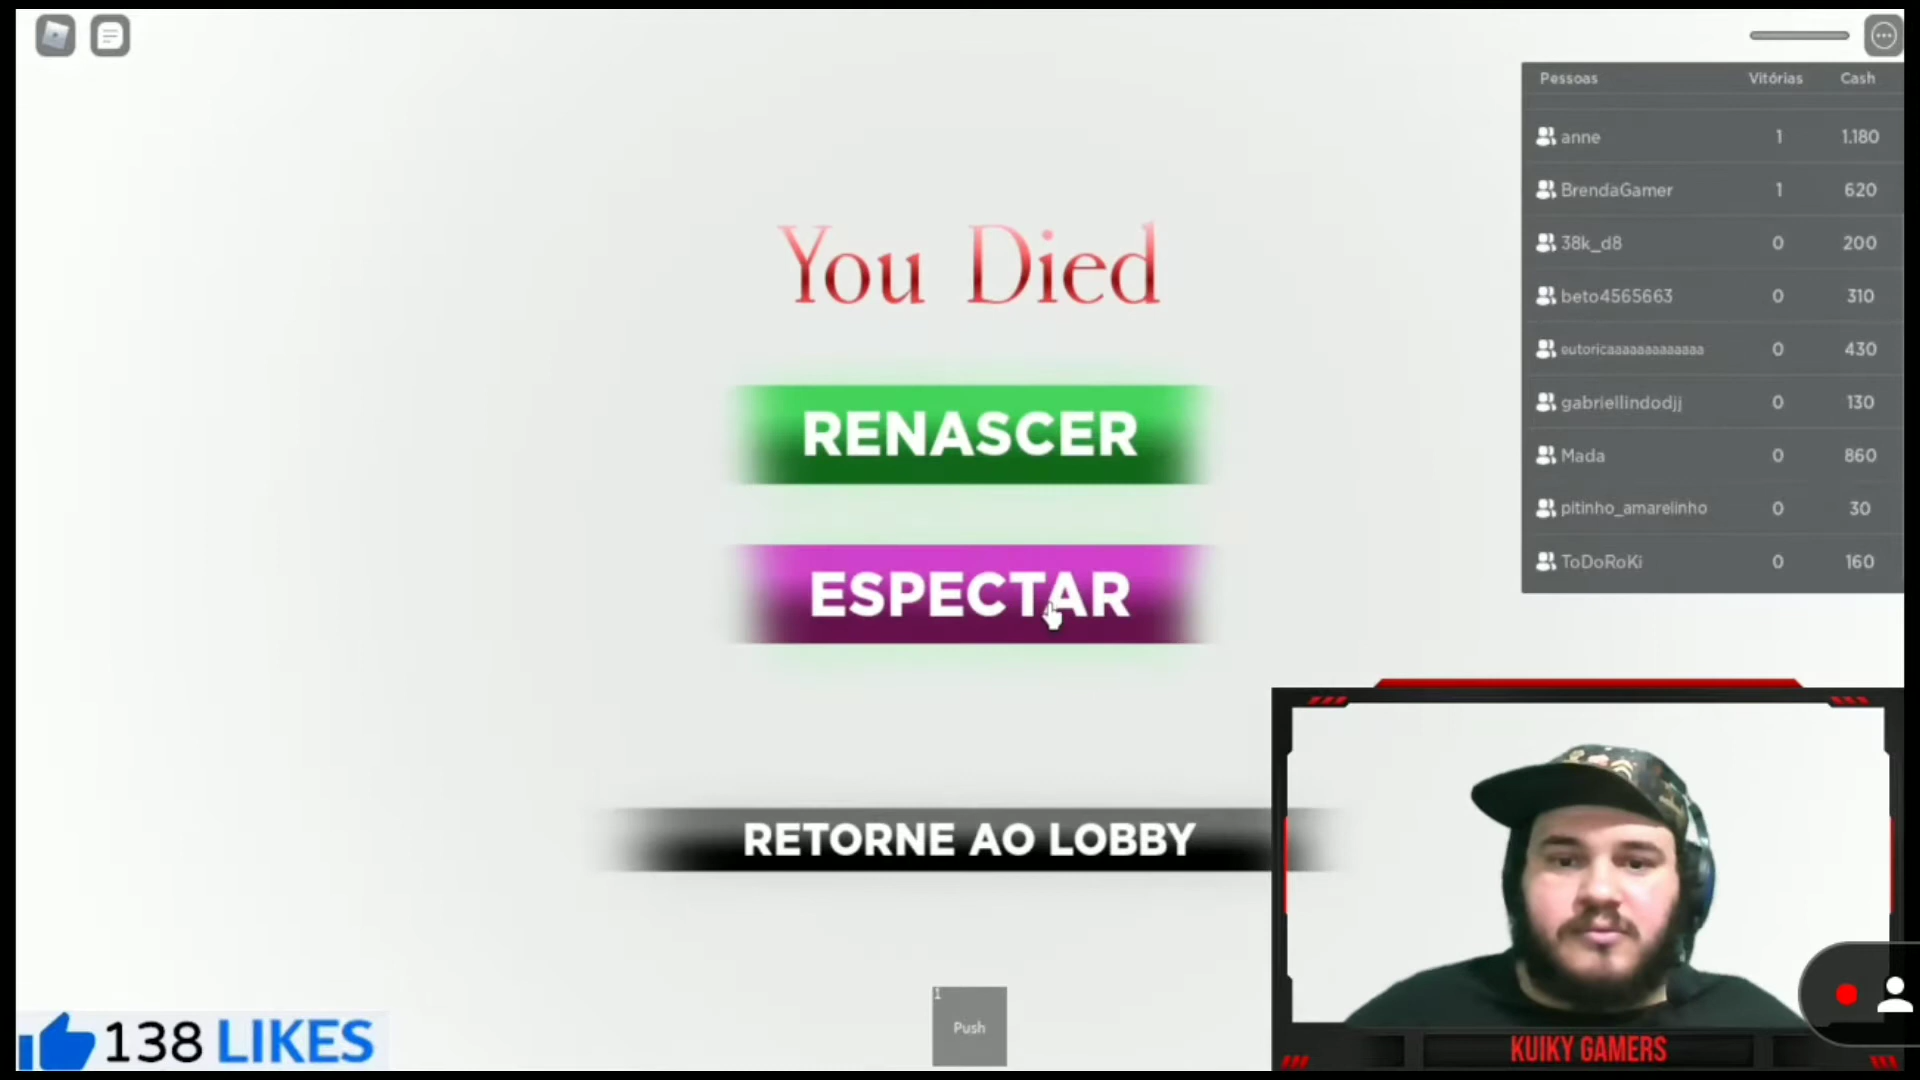 Pessoas Vitórias Cash
anne 1 1.180
BrendaGamer 1 620
38k_d8 0 200
beto4565663 0 310
eutoricaaaaaaaaaaaaa 0 430
gabriellindodjj 0 130
Mada 0 860
pitinho_amarelinho 0 30
ToDoRoKi 0 160
You Died
RENASCER
ESPECTAR
RETORNE AO LOBBY
1
Push
138 LIKES
KUIKY GAMERS